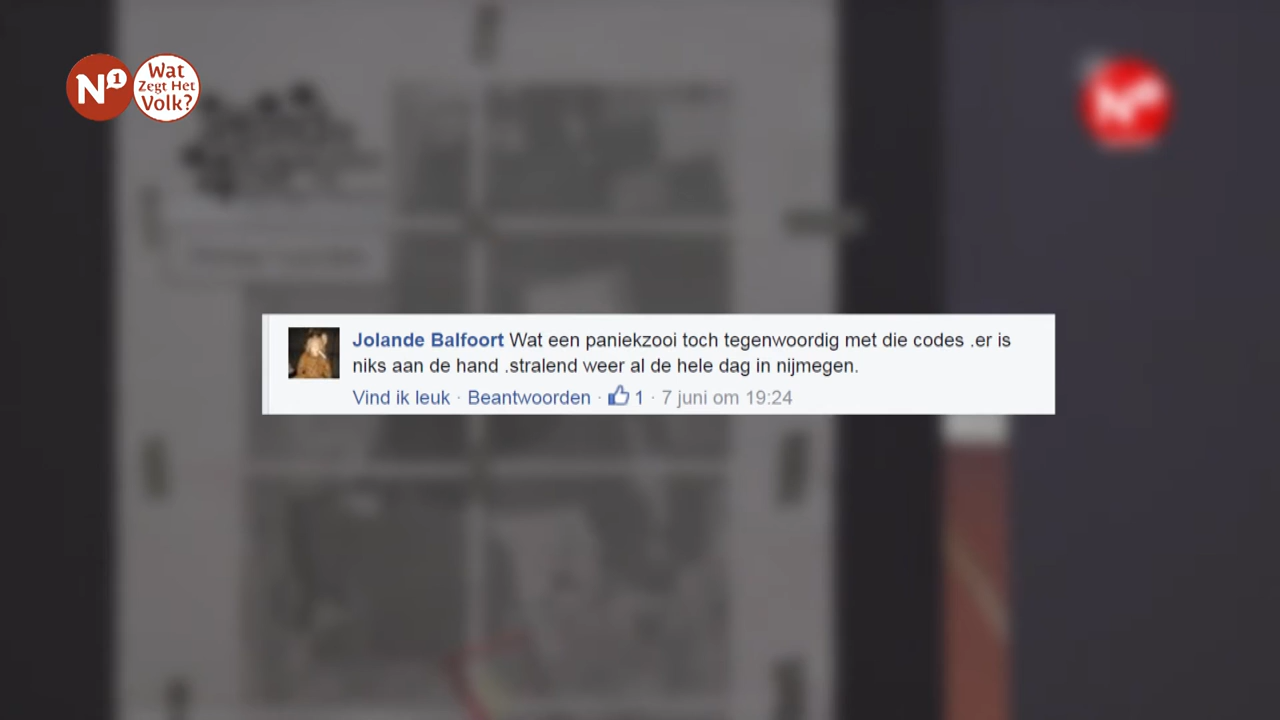 N1
Wat
Zegt Het
Volk?
Jolande Balfoort Wat een paniekzooi toch tegenwoordig met die codes .er is
niks aan de hand .stralend weer al de hele dag in nijmegen.
Vind ik leuk · Beantwoorden · 1 · 7 juni om 19:24